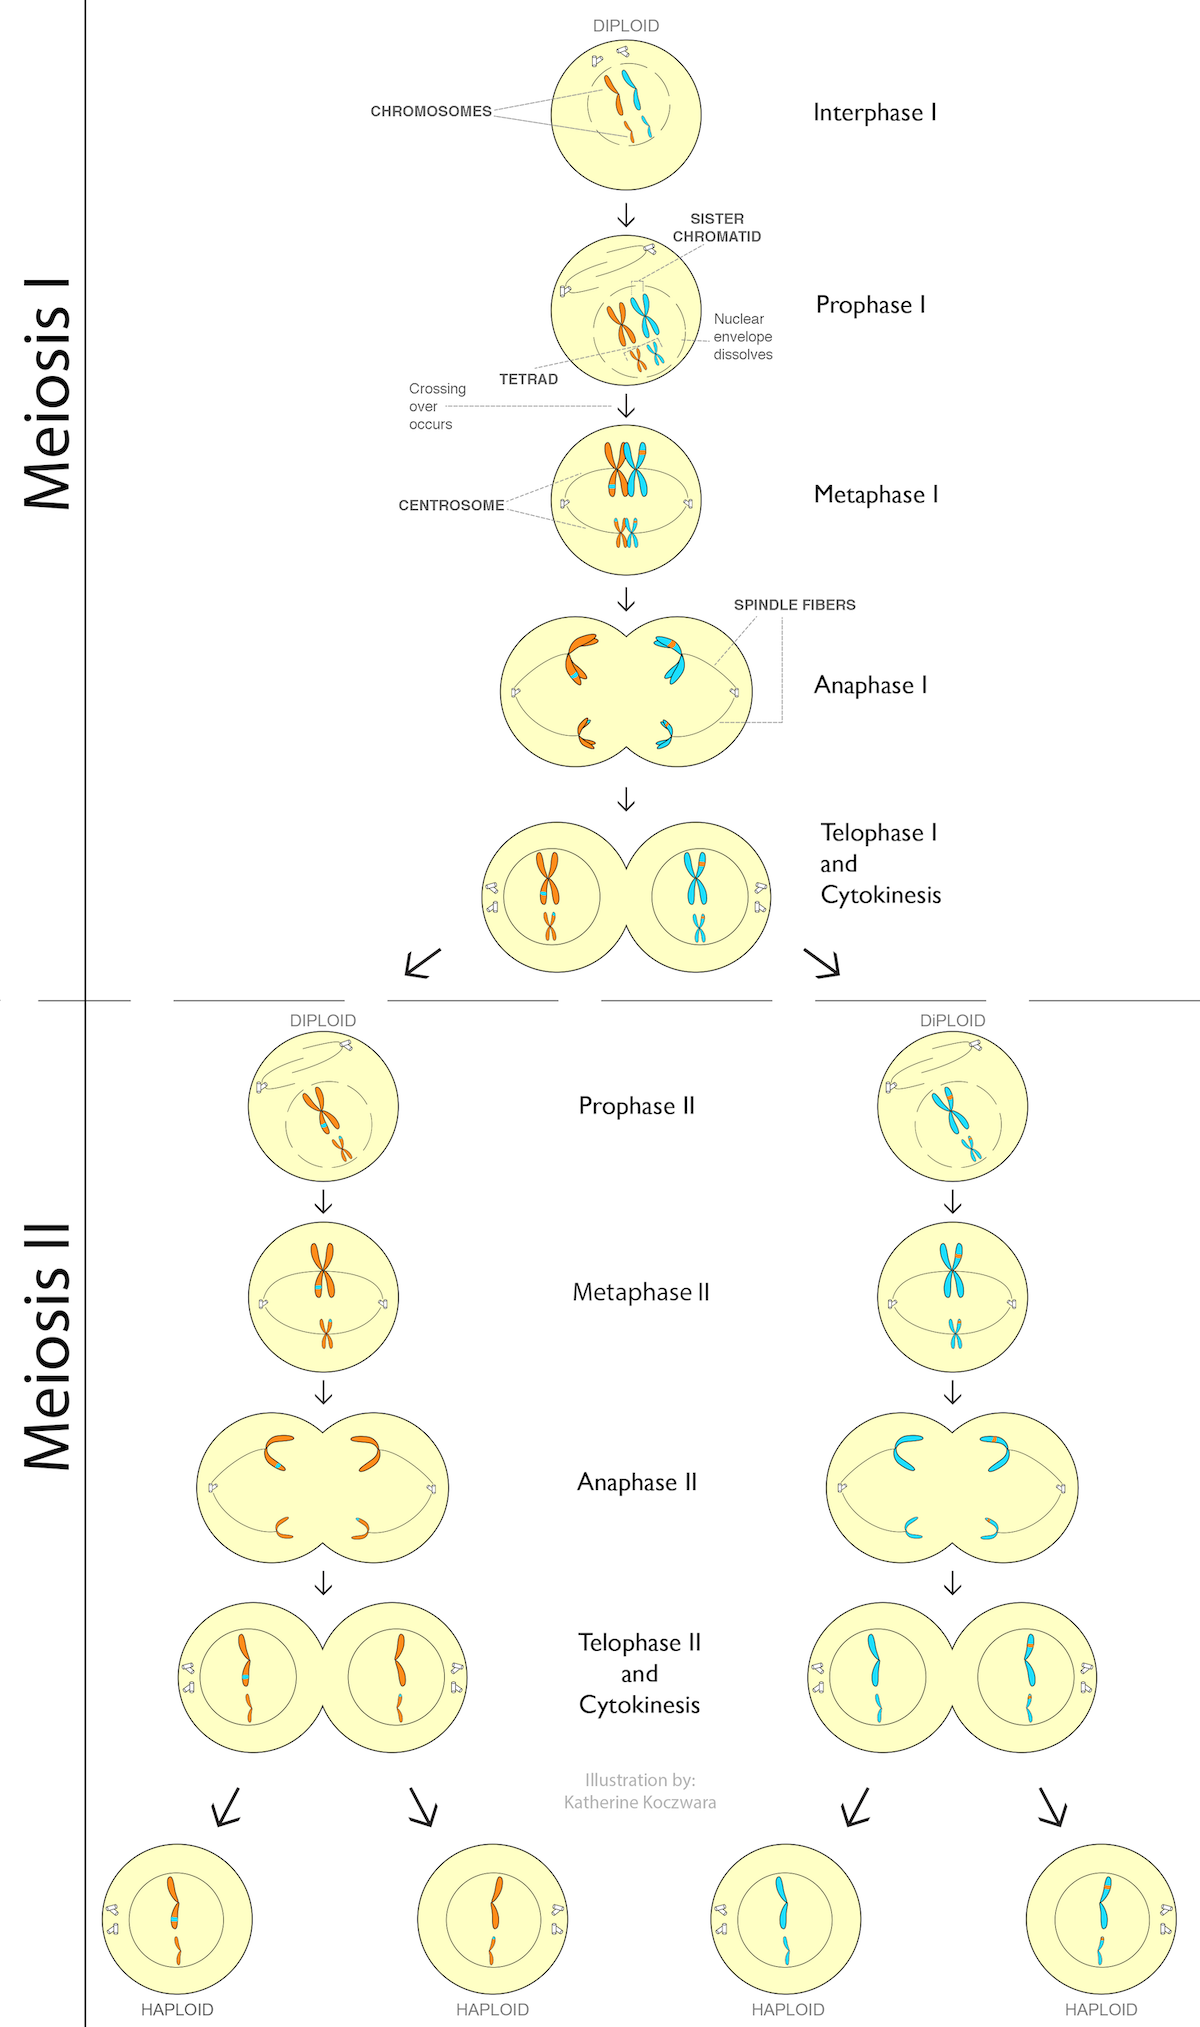 Meiosis I
DIPLOID
CHROMOSOMES
Interphase I
SISTER
CHROMATID
Prophase I
Nuclear
envelope
dissolves
TETRAD
Crossing
over
occurs
CENTROSOME
Metaphase I
SPINDLE FIBERS
Anaphase I
Telophase I
and
Cytokinesis
Meiosis II
DIPLOID
DiPLOID
Prophase II
Metaphase II
Anaphase II
Telophase II
and
Cytokinesis
Illustration by:
Katherine Koczwara
HAPLOID
HAPLOID
HAPLOID
HAPLOID